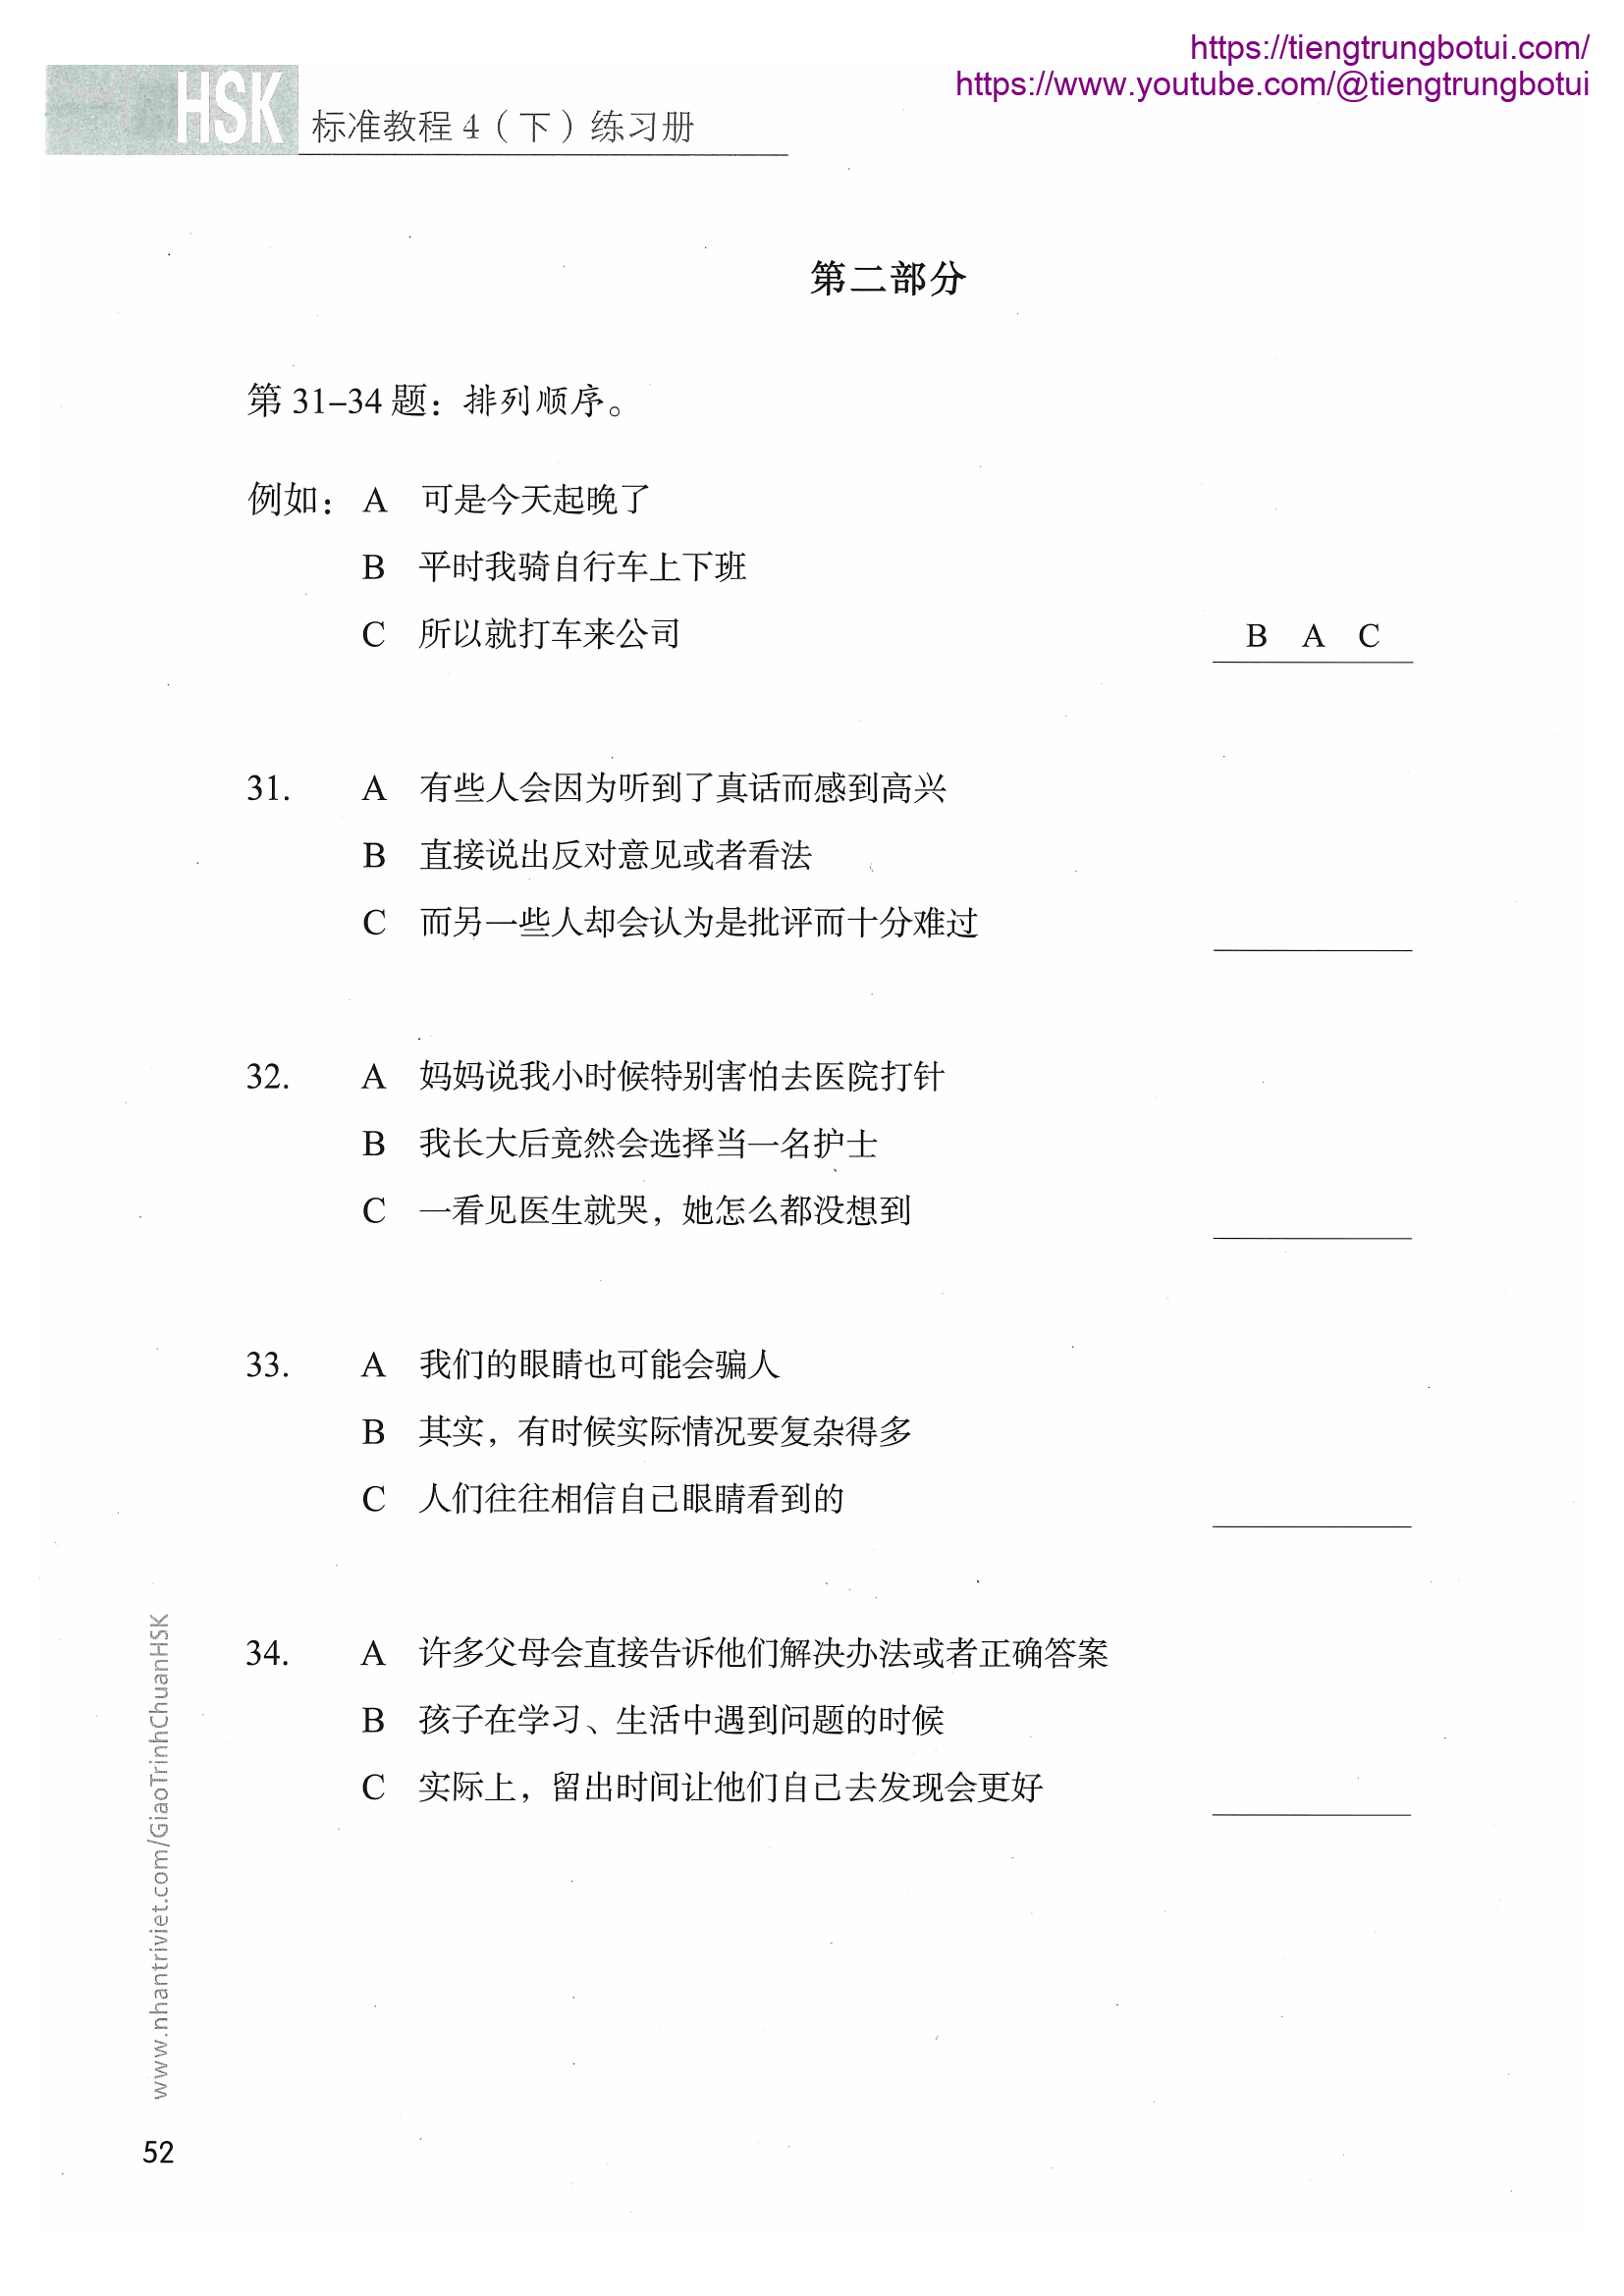 https://tiengtrungbotui.com/
https://www.youtube.com/@tiengtrungbotui
HSK 标准教程 4（下）练习册
第二部分
第 31–34 题：排列顺序。
例如： A 可是今天起晚了
B 平时我骑自行车上下班
C 所以就打车来公司 B A C
31. A 有些人会因为听到了真话而感到高兴
B 直接说出反对意见或者看法
C 而另一些人却会认为是批评而十分难过
32. A 妈妈说我小时候特别害怕去医院打针
B 我长大后竟然会选择当一名护士
C 一看见医生就哭，她怎么都没想到
33. A 我们的眼睛也可能会骗人
B 其实，有时候实际情况要复杂得多
C 人们往往相信自己眼睛看到的
34. A 许多父母会直接告诉他们解决办法或者正确答案
B 孩子在学习、生活中遇到问题的时候
C 实际上，留出时间让他们自己去发现会更好
www.nhantriviet.com/GiaoTrinhChuanHSK
52